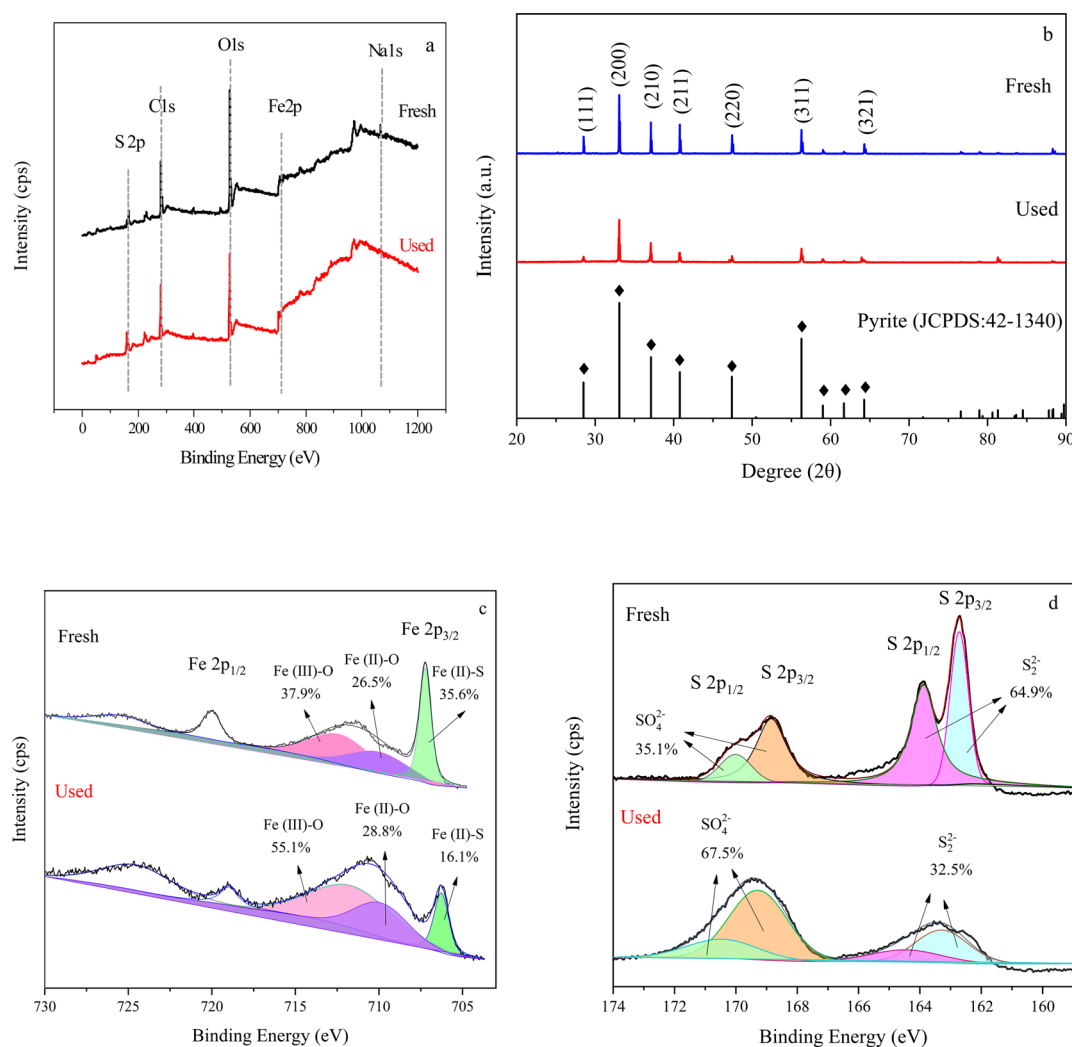 a
O1s
Na1s
C1s
Fe2p
Fresh
S 2p
Used
Intensity (cps)
0 200 400 600 800 1000 1200
Binding Energy (eV)
b
(111) (200) (210) (211) (220) (311) (321)
Fresh
Used
Pyrite (JCPDS:42-1340)
Intensity (a.u.)
20 30 40 50 60 70 80 90
Degree (2θ)
c
Fresh
Fe 2p3/2
Fe 2p1/2
Fe (III)-O
37.9%
Fe (II)-O
26.5%
Fe (II)-S
35.6%
Used
Fe (III)-O
55.1%
Fe (II)-O
28.8%
Fe (II)-S
16.1%
Intensity (cps)
730 725 720 715 710 705
Binding Energy (eV)
d
Fresh
S 2p3/2
S 2p1/2
S 2p3/2
S 2p1/2
S₂²⁻
64.9%
SO₄²⁻
35.1%
Used
SO₄²⁻
67.5%
S₂²⁻
32.5%
Intensity (cps)
174 172 170 168 166 164 162 160
Binding Energy (eV)